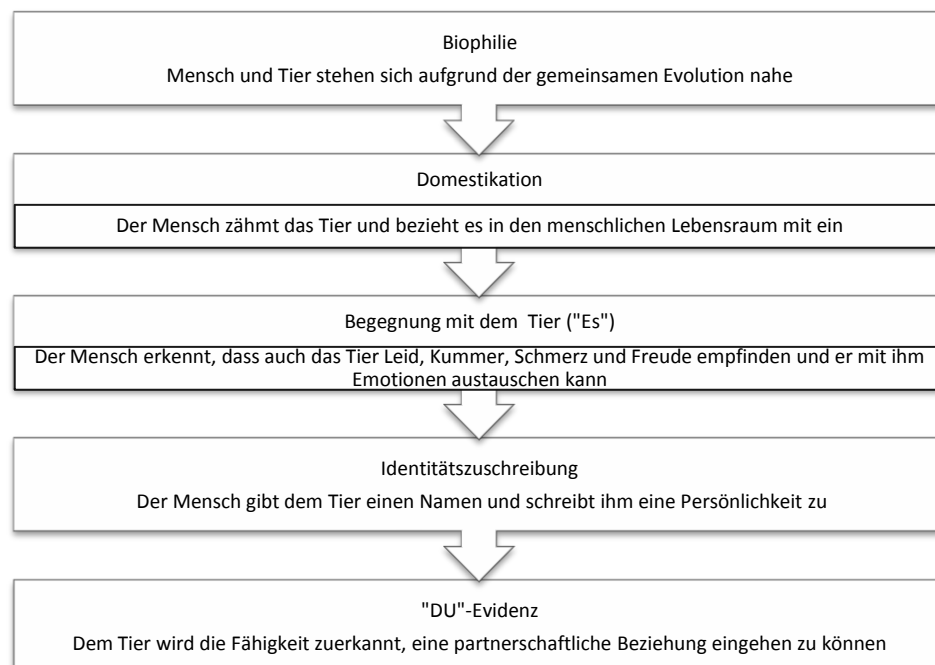 Biophilie
Mensch und Tier stehen sich aufgrund der gemeinsamen Evolution nahe
Domestikation
Der Mensch zähmt das Tier und bezieht es in den menschlichen Lebensraum mit ein
Begegnung mit dem Tier ("Es")
Der Mensch erkennt, dass auch das Tier Leid, Kummer, Schmerz und Freude empfinden und er mit ihm
Emotionen austauschen kann
Identitätszuschreibung
Der Mensch gibt dem Tier einen Namen und schreibt ihm eine Persönlichkeit zu
"DU"-Evidenz
Dem Tier wird die Fähigkeit zuerkannt, eine partnerschaftliche Beziehung eingehen zu können